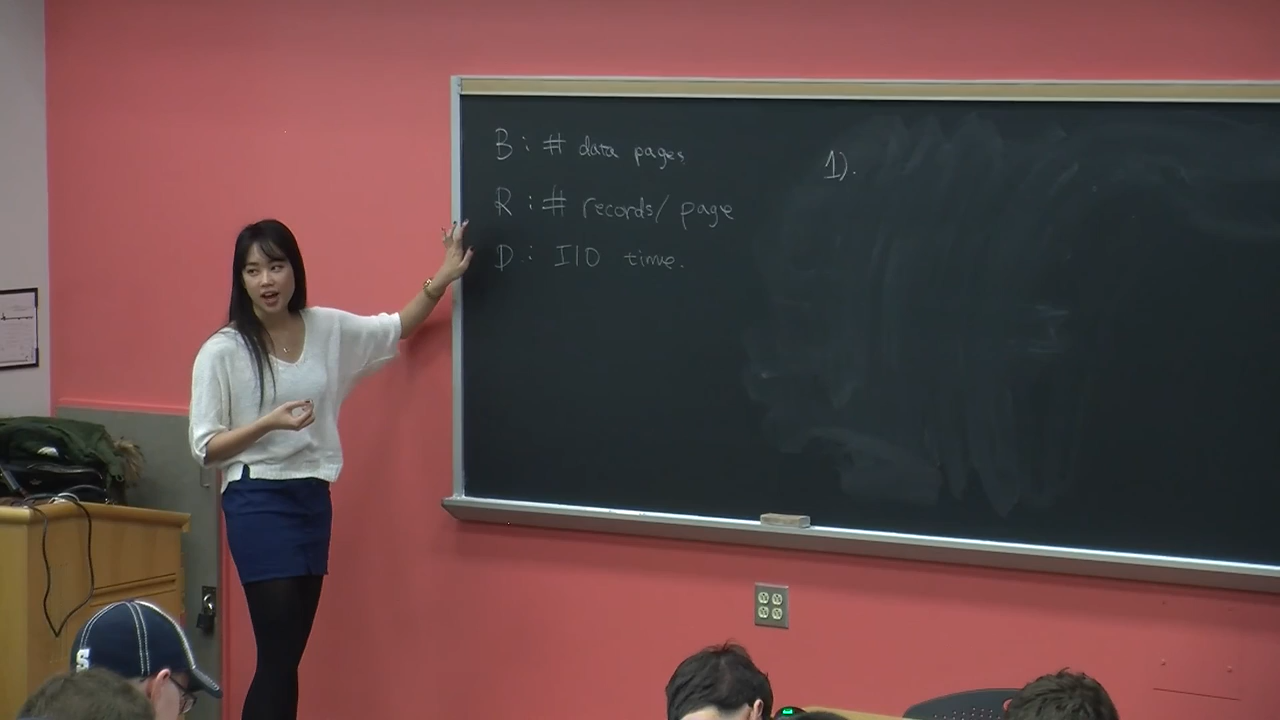 B : # data pages
R : # records/ page
D : I/O time.
1).
S